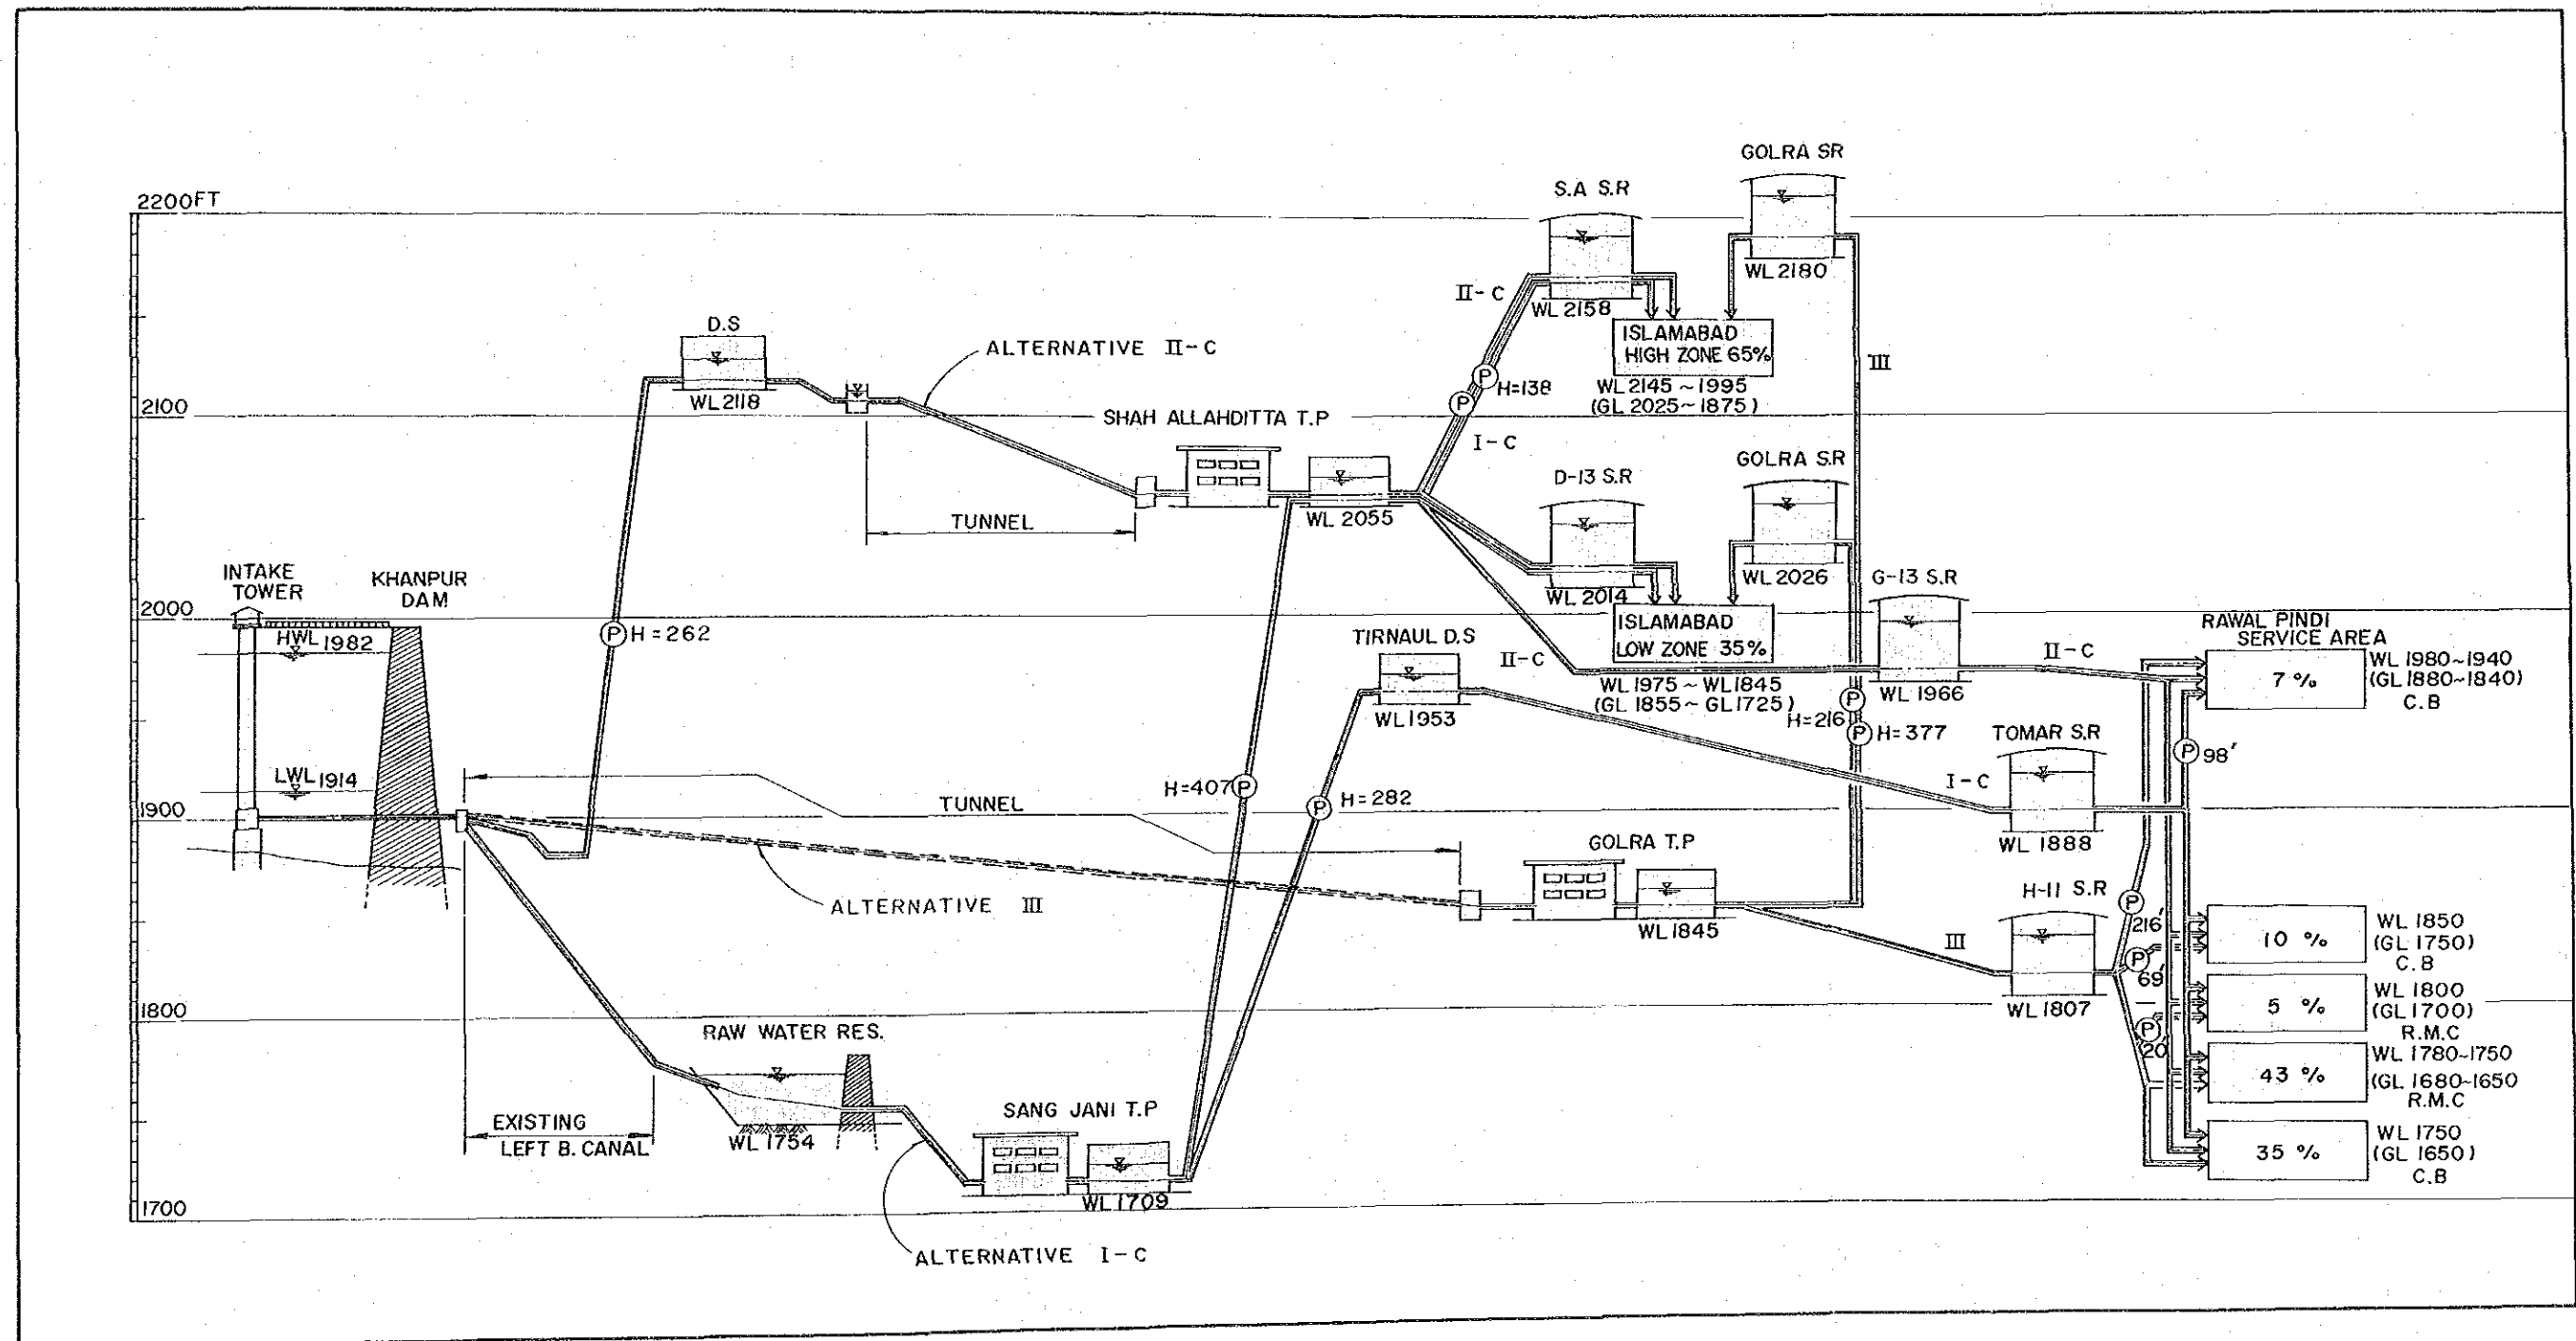 GOLRA SR
S.A S.R
2200FT
WL 2180
II-C
WL 2158
D.S
ISLAMABAD
HIGH ZONE 65%
ALTERNATIVE II-C
III
H=138
WL 2145 ~ 1995
(GL 2025~1875)
WL 2118
2100
SHAH ALLAHDITTA T.P
I-C
GOLRA S.R
D-13 S.R
TUNNEL
WL 2055
INTAKE
TOWER
KHANPUR
DAM
WL 2026
G-13 S.R
WL 2014
2000
HWL 1982
H=262
TIRNAUL D.S
ISLAMABAD
LOW ZONE 35%
II-C
RAWAL PINDI
SERVICE AREA
II-C
7 %
WL 1980~1940
(GL 1880~1840)
C.B
WL 1975 ~ WL 1845
(GL 1855~ GL 1725)
WL 1966
WL 1953
H=216
H=377
TOMAR S.R
P 98'
LWL 1914
H=407
P
H=282
I-C
TUNNEL
1900
WL 1888
GOLRA T.P
ALTERNATIVE III
WL 1845
H-11 S.R
III
216'
69'
20'
10 %
WL 1850
(GL 1750)
C.B
WL 1807
5 %
WL 1800
(GL 1700)
R.M.C
1800
RAW WATER RES.
43 %
WL 1780~1750
(GL 1680~1650
R.M.C
SANG JANI T.P
EXISTING
LEFT B. CANAL
WL 1754
35 %
WL 1750
(GL 1650)
C.B
WL 1709
1700
ALTERNATIVE I-C